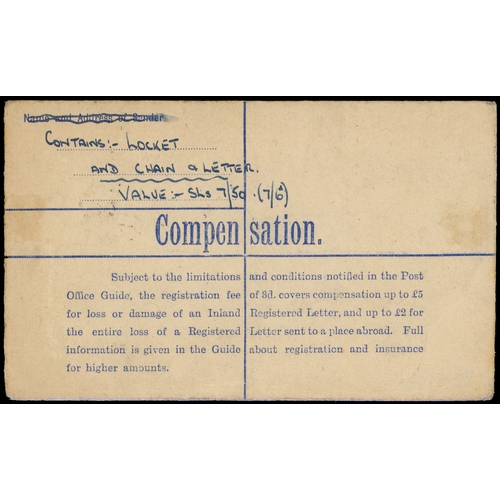 Name and Address of Sender.
CONTAINS:- LOCKET
AND CHAIN & LETTER.
VALUE:- Shs 7/50. (7/6)
Compensation.
Subject to the limitations and conditions notified in the Post
Office Guide, the registration fee of 3d. covers compensation up to £5
for loss or damage of an Inland Registered Letter, and up to £2 for
the entire loss of a Registered Letter sent to a place abroad. Full
information is given in the Guide about registration and insurance
for higher amounts.